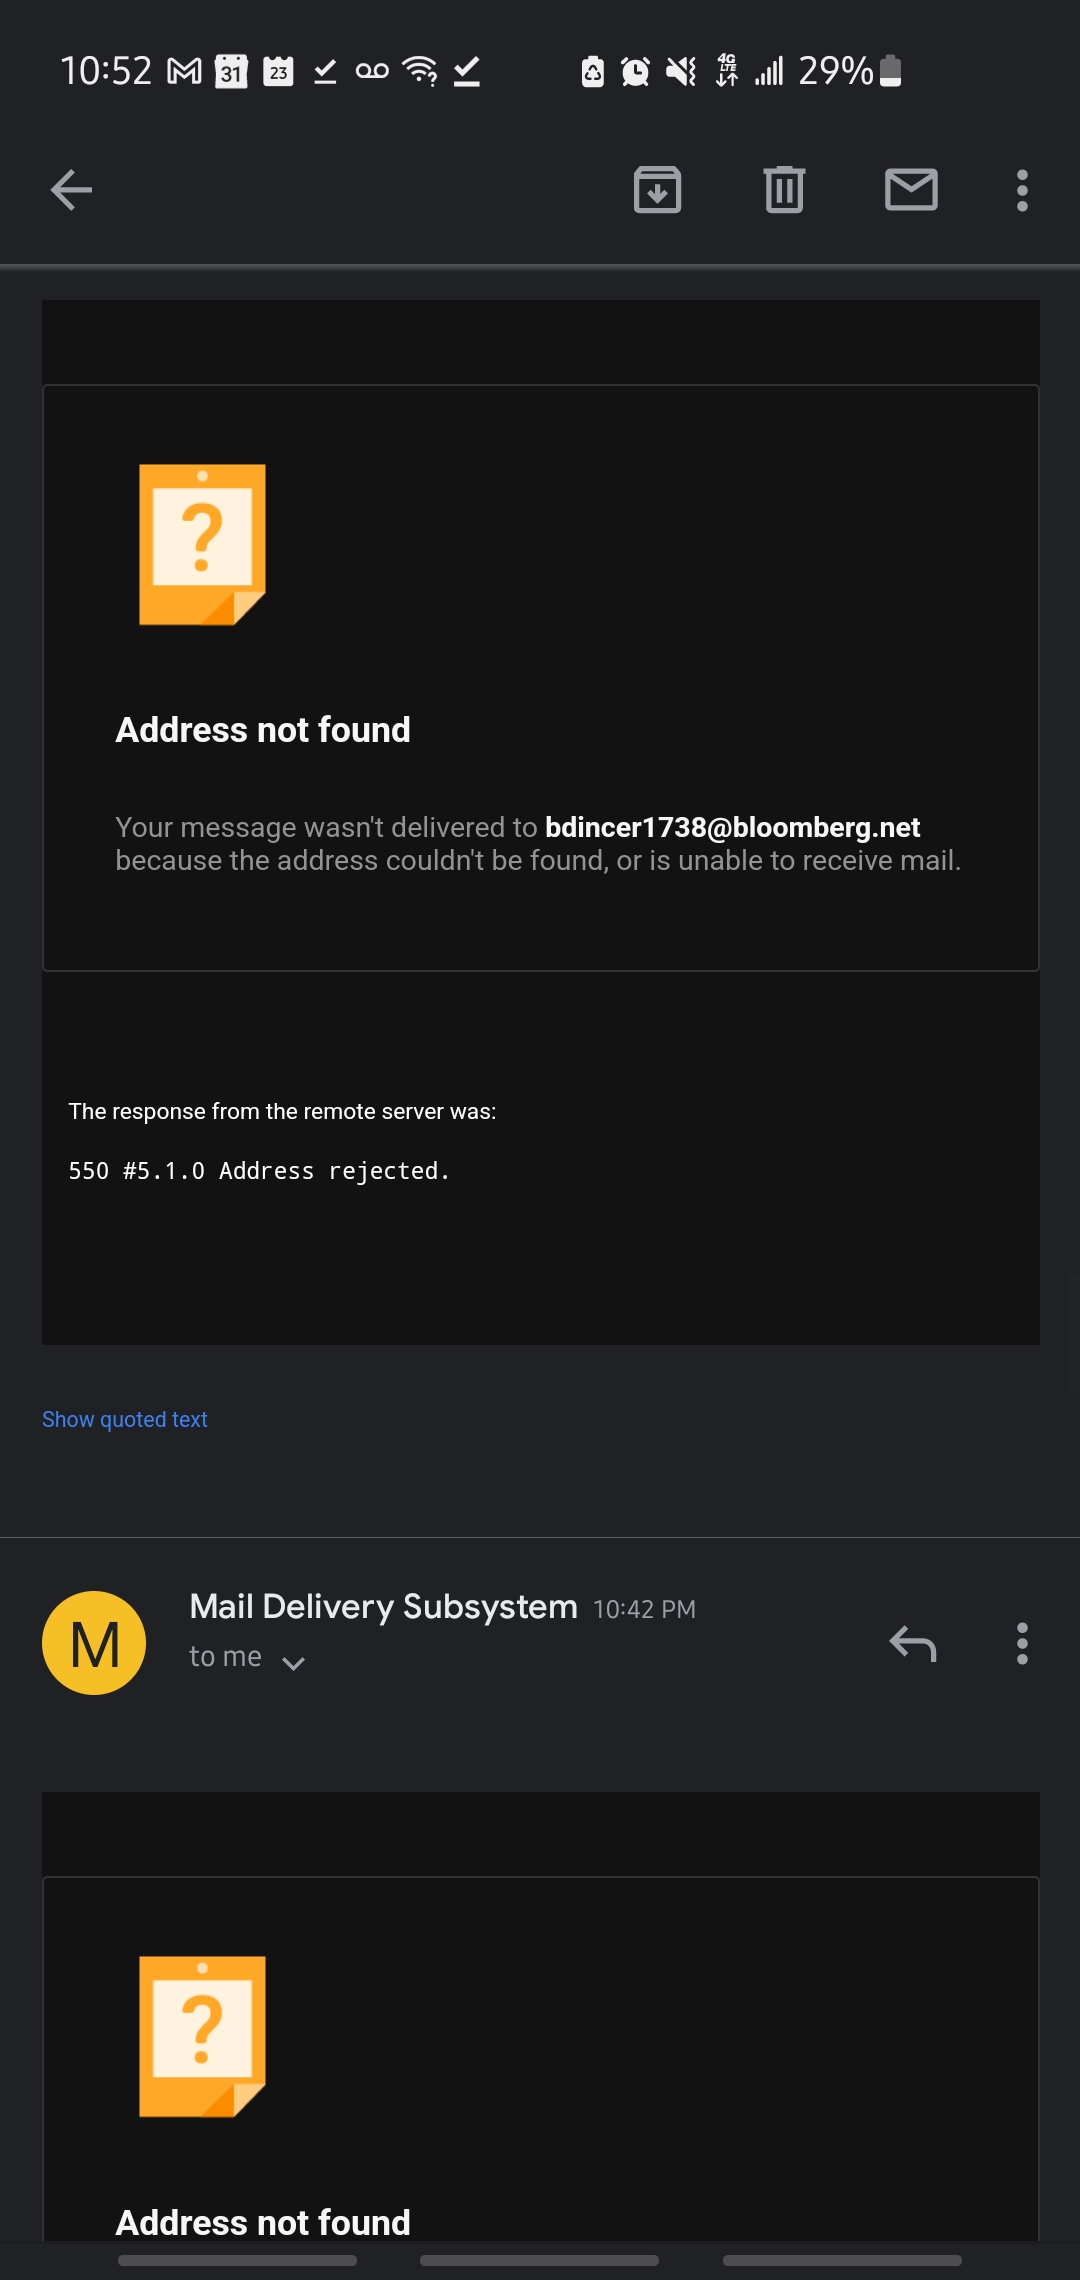 10:52 31 23 4G LTE 29%
?
Address not found
Your message wasn't delivered to bdincer1738@bloomberg.net
because the address couldn't be found, or is unable to receive mail.
The response from the remote server was:
550 #5.1.0 Address rejected.
Show quoted text
M
Mail Delivery Subsystem 10:42 PM
to me
?
Address not found